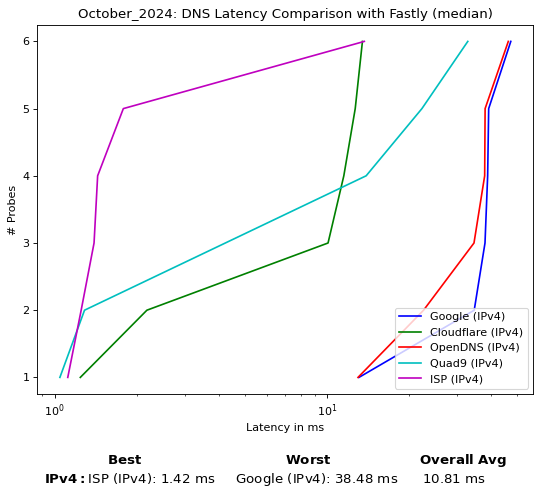 October_2024: DNS Latency Comparison with Fastly (median)
6
5
4
3
2
1
# Probes
Google (IPv4)
Cloudflare (IPv4)
OpenDNS (IPv4)
Quad9 (IPv4)
ISP (IPv4)
10^0 10^1
Latency in ms
Best Worst Overall Avg
IPv4: ISP (IPv4): 1.42 ms Google (IPv4): 38.48 ms 10.81 ms